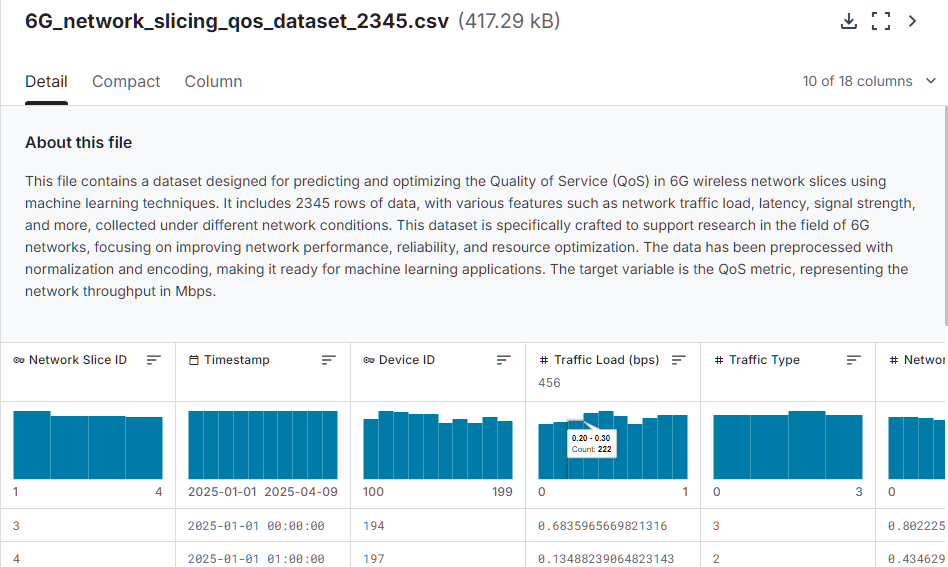 6G_network_slicing_qos_dataset_2345.csv (417.29 kB)
Detail Compact Column 10 of 18 columns
About this file
This file contains a dataset designed for predicting and optimizing the Quality of Service (QoS) in 6G wireless network slices using
machine learning techniques. It includes 2345 rows of data, with various features such as network traffic load, latency, signal strength,
and more, collected under different network conditions. This dataset is specifically crafted to support research in the field of 6G
networks, focusing on improving network performance, reliability, and resource optimization. The data has been preprocessed with
normalization and encoding, making it ready for machine learning applications. The target variable is the QoS metric, representing the
network throughput in Mbps.
Network Slice ID Timestamp Device ID # Traffic Load (bps) # Traffic Type # Networ
456
0.20 - 0.30
Count: 222
1 4 2025-01-01 2025-04-09 100 199 0 1 0 3 0
3 2025-01-01 00:00:00 194 0.6835965669821316 3 0.802225
4 2025-01-01 01:00:00 197 0.13488239064823143 2 0.434629